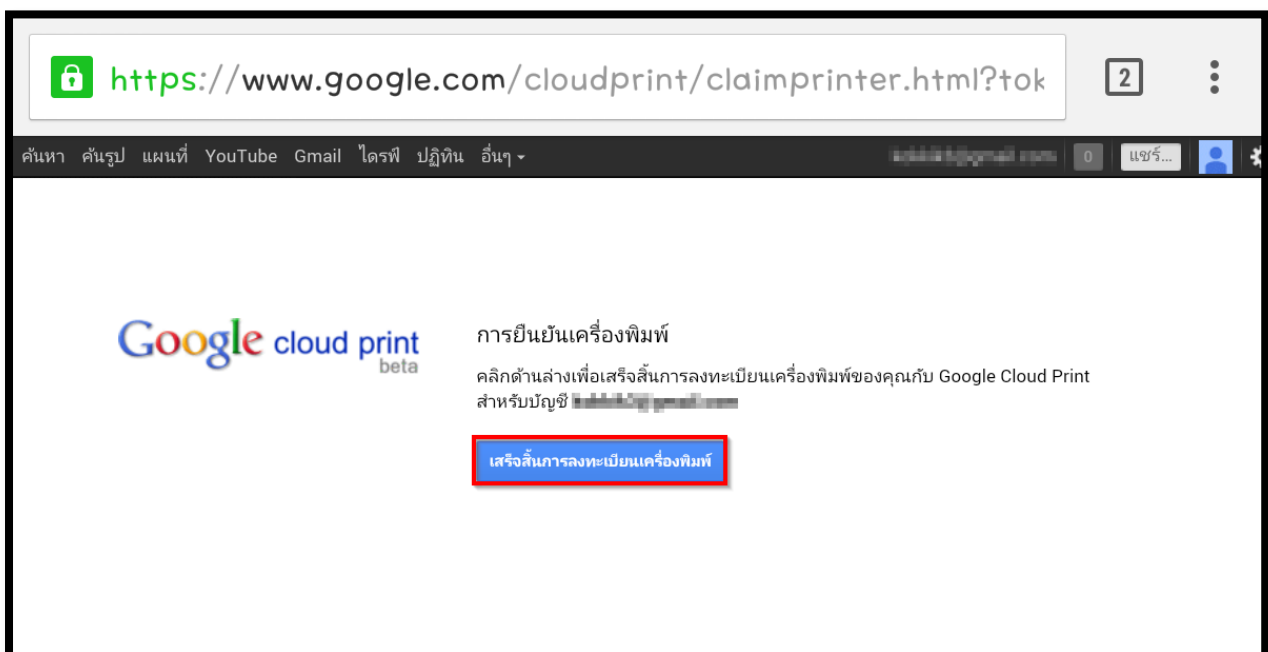 https://www.google.com/cloudprint/claimprinter.html?tok
2
ค้นหา ค้นรูป แผนที่ YouTube Gmail ไดรฟ์ ปฏิทิน อื่นๆ
0 แชร์...
Google cloud print
beta
การยืนยันเครื่องพิมพ์
คลิกด้านล่างเพื่อเสร็จสิ้นการลงทะเบียนเครื่องพิมพ์ของคุณกับ Google Cloud Print
สำหรับบัญชี
เสร็จสิ้นการลงทะเบียนเครื่องพิมพ์